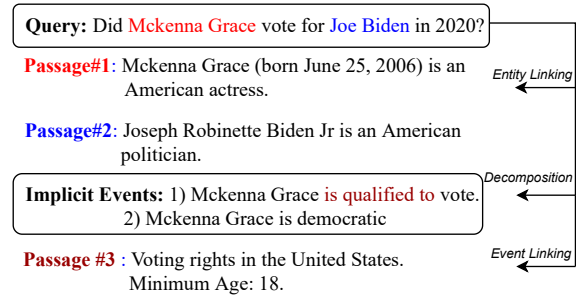 Query: Did Mckenna Grace vote for Joe Biden in 2020?
Passage#1: Mckenna Grace (born June 25, 2006) is an
American actress.
Entity Linking
Passage#2: Joseph Robinette Biden Jr is an American
politician.
Decomposition
Implicit Events: 1) Mckenna Grace is qualified to vote.
2) Mckenna Grace is democratic
Event Linking
Passage #3 : Voting rights in the United States.
Minimum Age: 18.